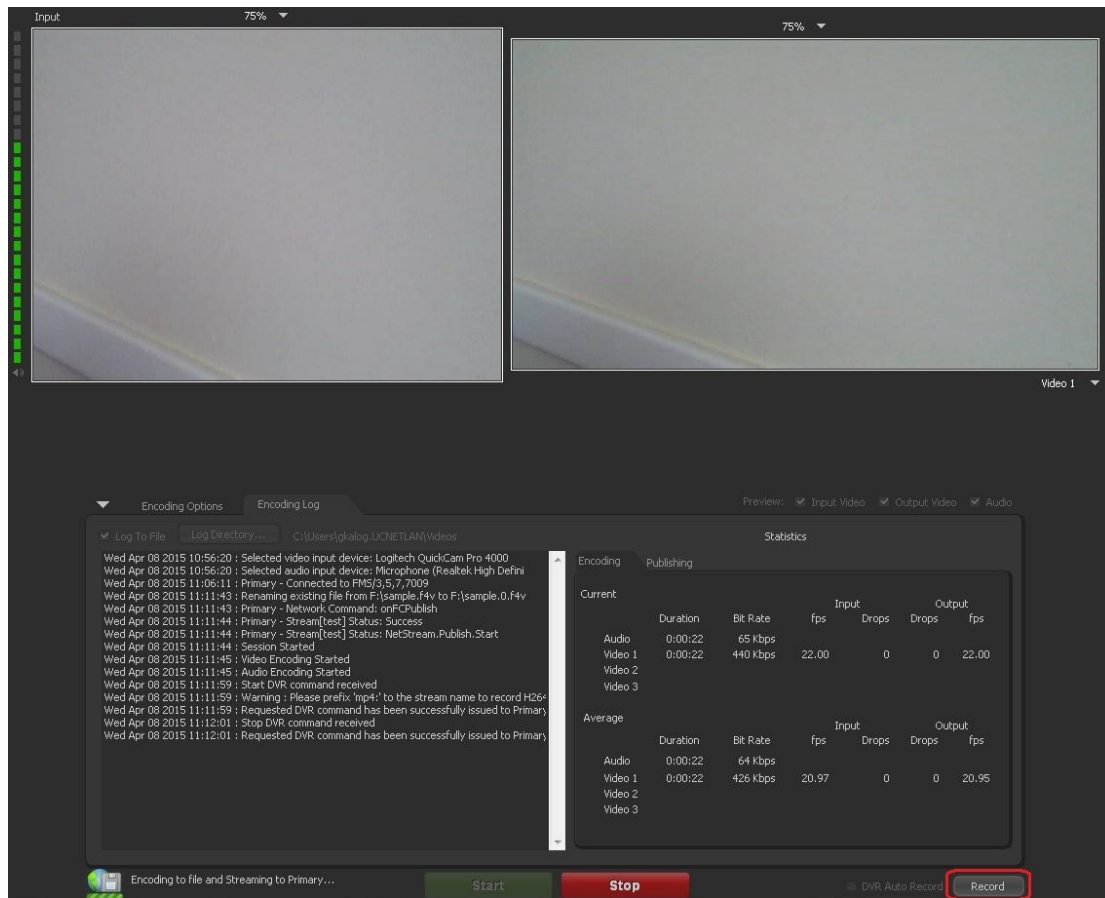 Input 75%
75%
Video 1
Encoding Options Encoding Log Preview: Input Video Output Video Audio
Log To File Log Directory... C:\Users\gkalog.UCNETLAN\Videos Statistics
Wed Apr 08 2015 10:56:20 : Selected video input device: Logitech QuickCam Pro 4000
Wed Apr 08 2015 10:56:20 : Selected audio input device: Microphone (Realtek High Defini
Wed Apr 08 2015 11:06:11 : Primary - Connected to FMS/3,5,7,7009
Wed Apr 08 2015 11:11:43 : Renaming existing file from F:\sample.f4v to F:\sample.0.f4v
Wed Apr 08 2015 11:11:43 : Primary - Network Command: onFCPublish
Wed Apr 08 2015 11:11:44 : Primary - Stream[test] Status: Success
Wed Apr 08 2015 11:11:44 : Primary - Stream[test] Status: NetStream.Publish.Start
Wed Apr 08 2015 11:11:44 : Session Started
Wed Apr 08 2015 11:11:45 : Video Encoding Started
Wed Apr 08 2015 11:11:45 : Audio Encoding Started
Wed Apr 08 2015 11:11:59 : Start DVR command received
Wed Apr 08 2015 11:11:59 : Warning : Please prefix 'mp4:' to the stream name to record H264
Wed Apr 08 2015 11:11:59 : Requested DVR command has been successfully issued to Primary
Wed Apr 08 2015 11:12:01 : Stop DVR command received
Wed Apr 08 2015 11:12:01 : Requested DVR command has been successfully issued to Primary
Encoding Publishing
Current
Input Output
Duration Bit Rate fps Drops Drops fps
Audio 0:00:22 65 Kbps
Video 1 0:00:22 440 Kbps 22.00 0 0 22.00
Video 2
Video 3
Average
Input Output
Duration Bit Rate fps Drops Drops fps
Audio 0:00:22 64 Kbps
Video 1 0:00:22 426 Kbps 20.97 0 0 20.95
Video 2
Video 3
Encoding to file and Streaming to Primary... Start Stop DVR Auto Record Record